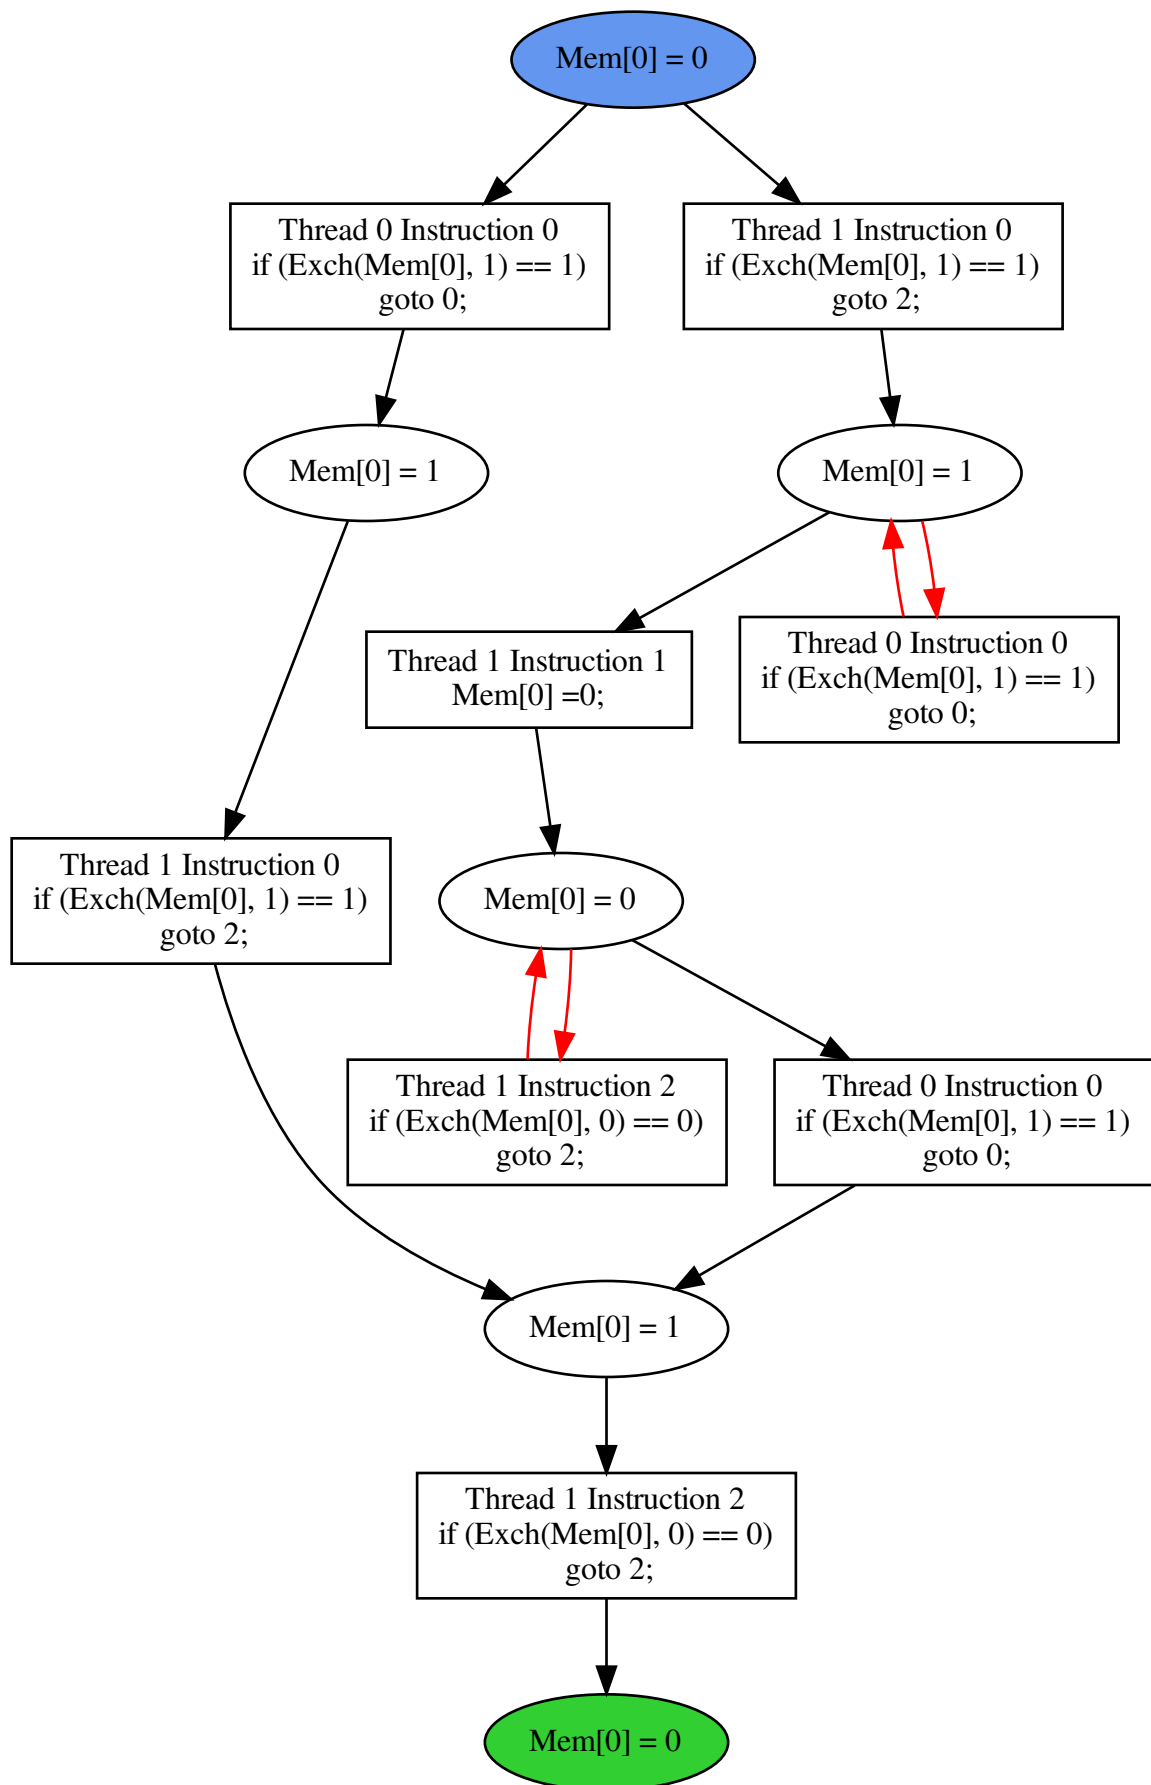 Mem[0] = 0
Thread 0 Instruction 0
if (Exch(Mem[0], 1) == 1)
goto 0;
Thread 1 Instruction 0
if (Exch(Mem[0], 1) == 1)
goto 2;
Mem[0] = 1
Mem[0] = 1
Thread 1 Instruction 1
Mem[0] =0;
Thread 0 Instruction 0
if (Exch(Mem[0], 1) == 1)
goto 0;
Thread 1 Instruction 0
if (Exch(Mem[0], 1) == 1)
goto 2;
Mem[0] = 0
Thread 1 Instruction 2
if (Exch(Mem[0], 0) == 0)
goto 2;
Thread 0 Instruction 0
if (Exch(Mem[0], 1) == 1)
goto 0;
Mem[0] = 1
Thread 1 Instruction 2
if (Exch(Mem[0], 0) == 0)
goto 2;
Mem[0] = 0